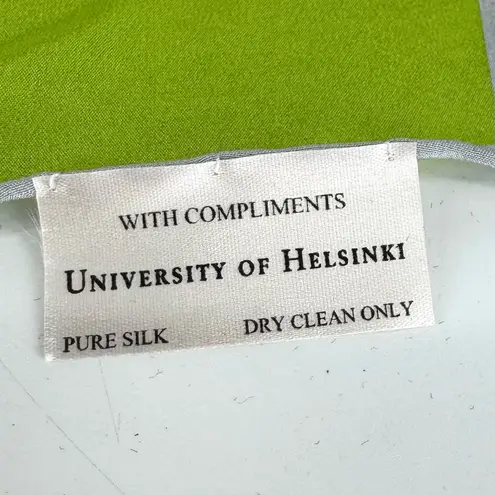 WITH COMPLIMENTS
UNIVERSITY OF HELSINKI
PURE SILK DRY CLEAN ONLY